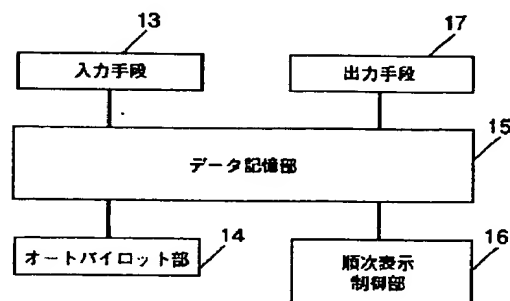 13
入力手段
17
出力手段
15
データ記憶部
オートパイロット部
14
順次表示
制御部
16